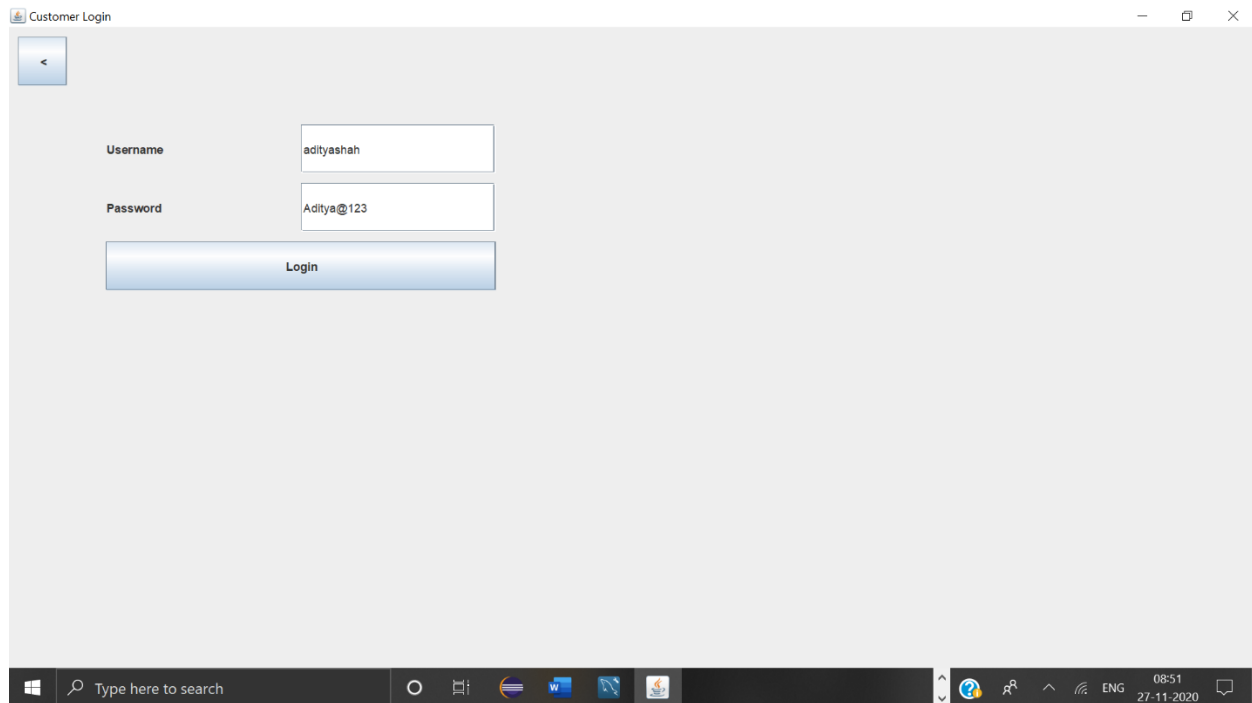 Customer Login
<
Username adityashah
Password Aditya@123
Login
Type here to search
W
ENG
08:51
27-11-2020